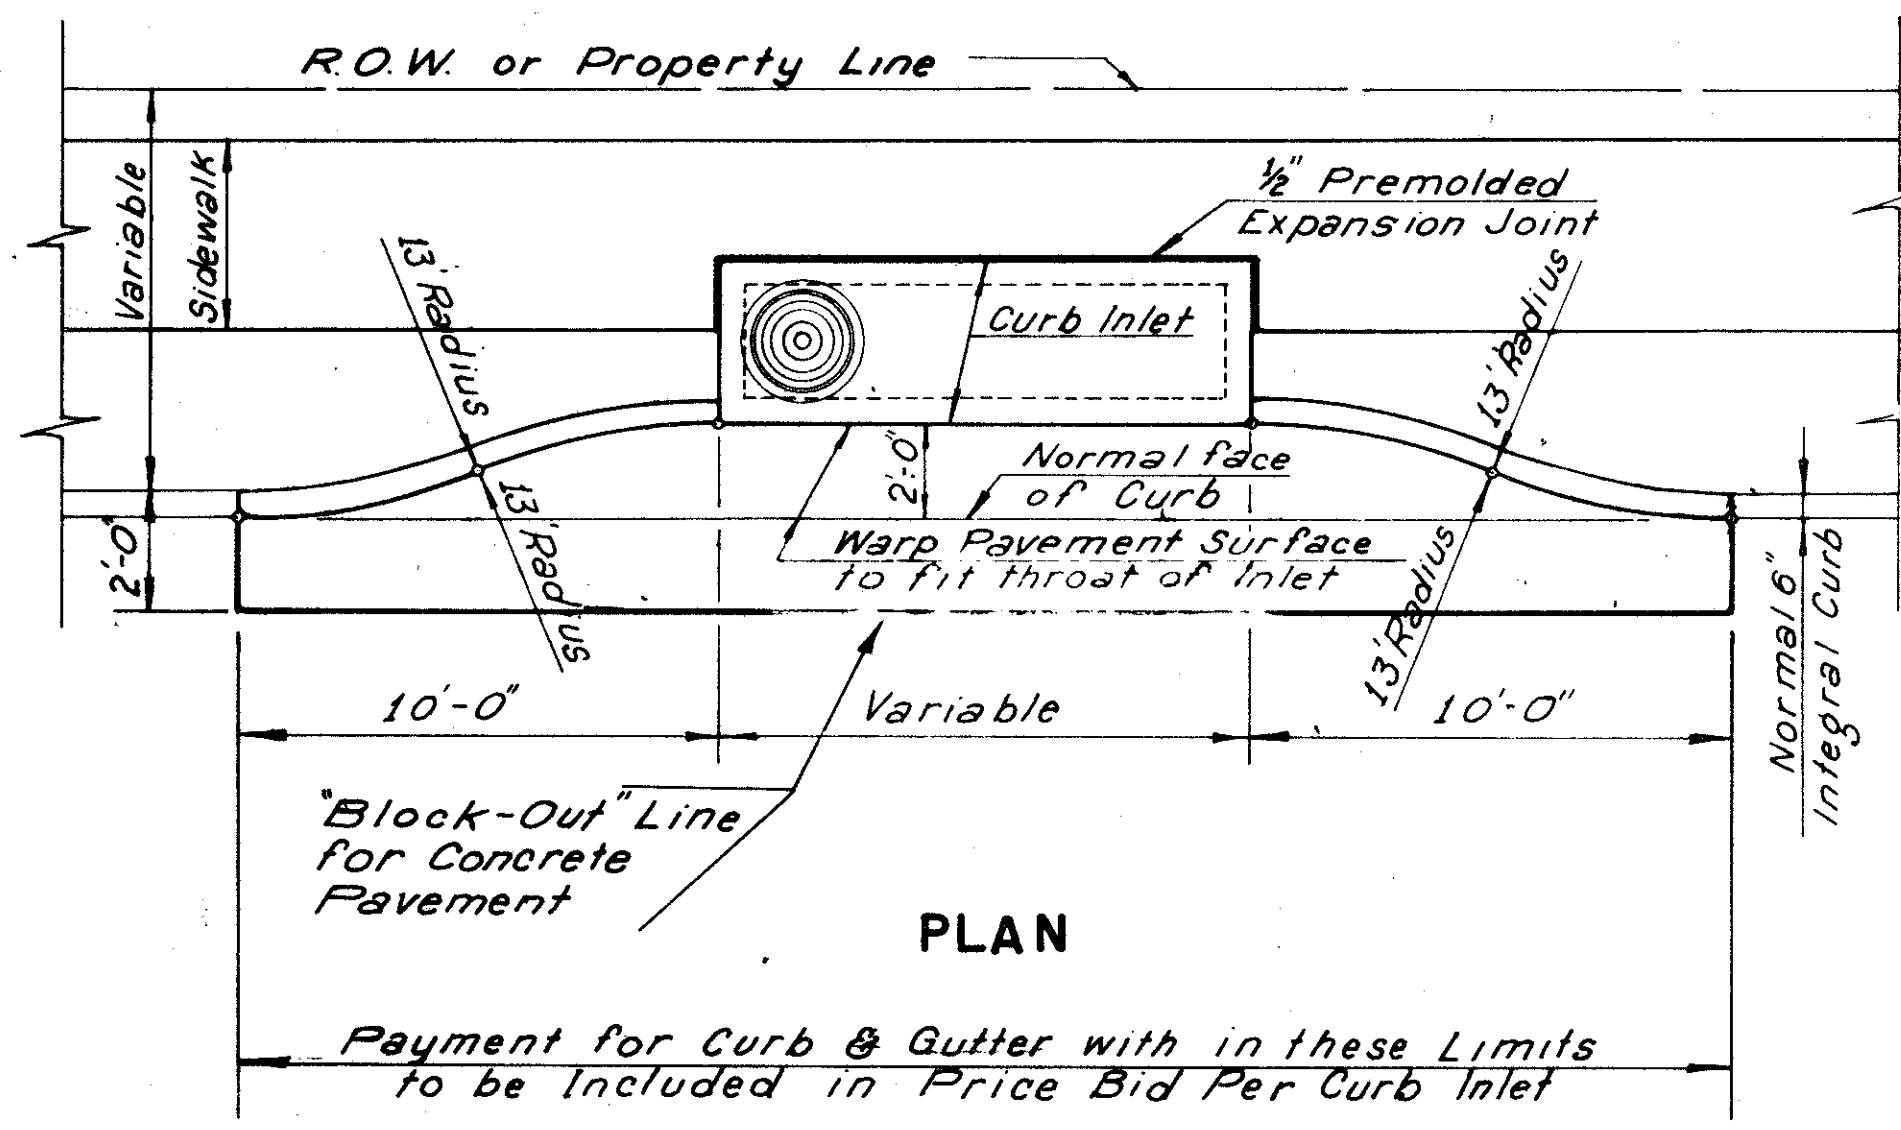 R.O.W. or Property Line
Variable
Sidewalk
½" Premolded
Expansion Joint
13' Radius
13' Radius
Curb Inlet
13' Radius
13' Radius
2'-0"
Normal face
of Curb
Warp Pavement Surface
to fit throat of Inlet
2'-0"
Normal 6"
Integral Curb
10'-0"
Variable
10'-0"
"Block-Out" Line
for Concrete
Pavement
PLAN
Payment for Curb & Gutter with in these Limits
to be Included in Price Bid Per Curb Inlet